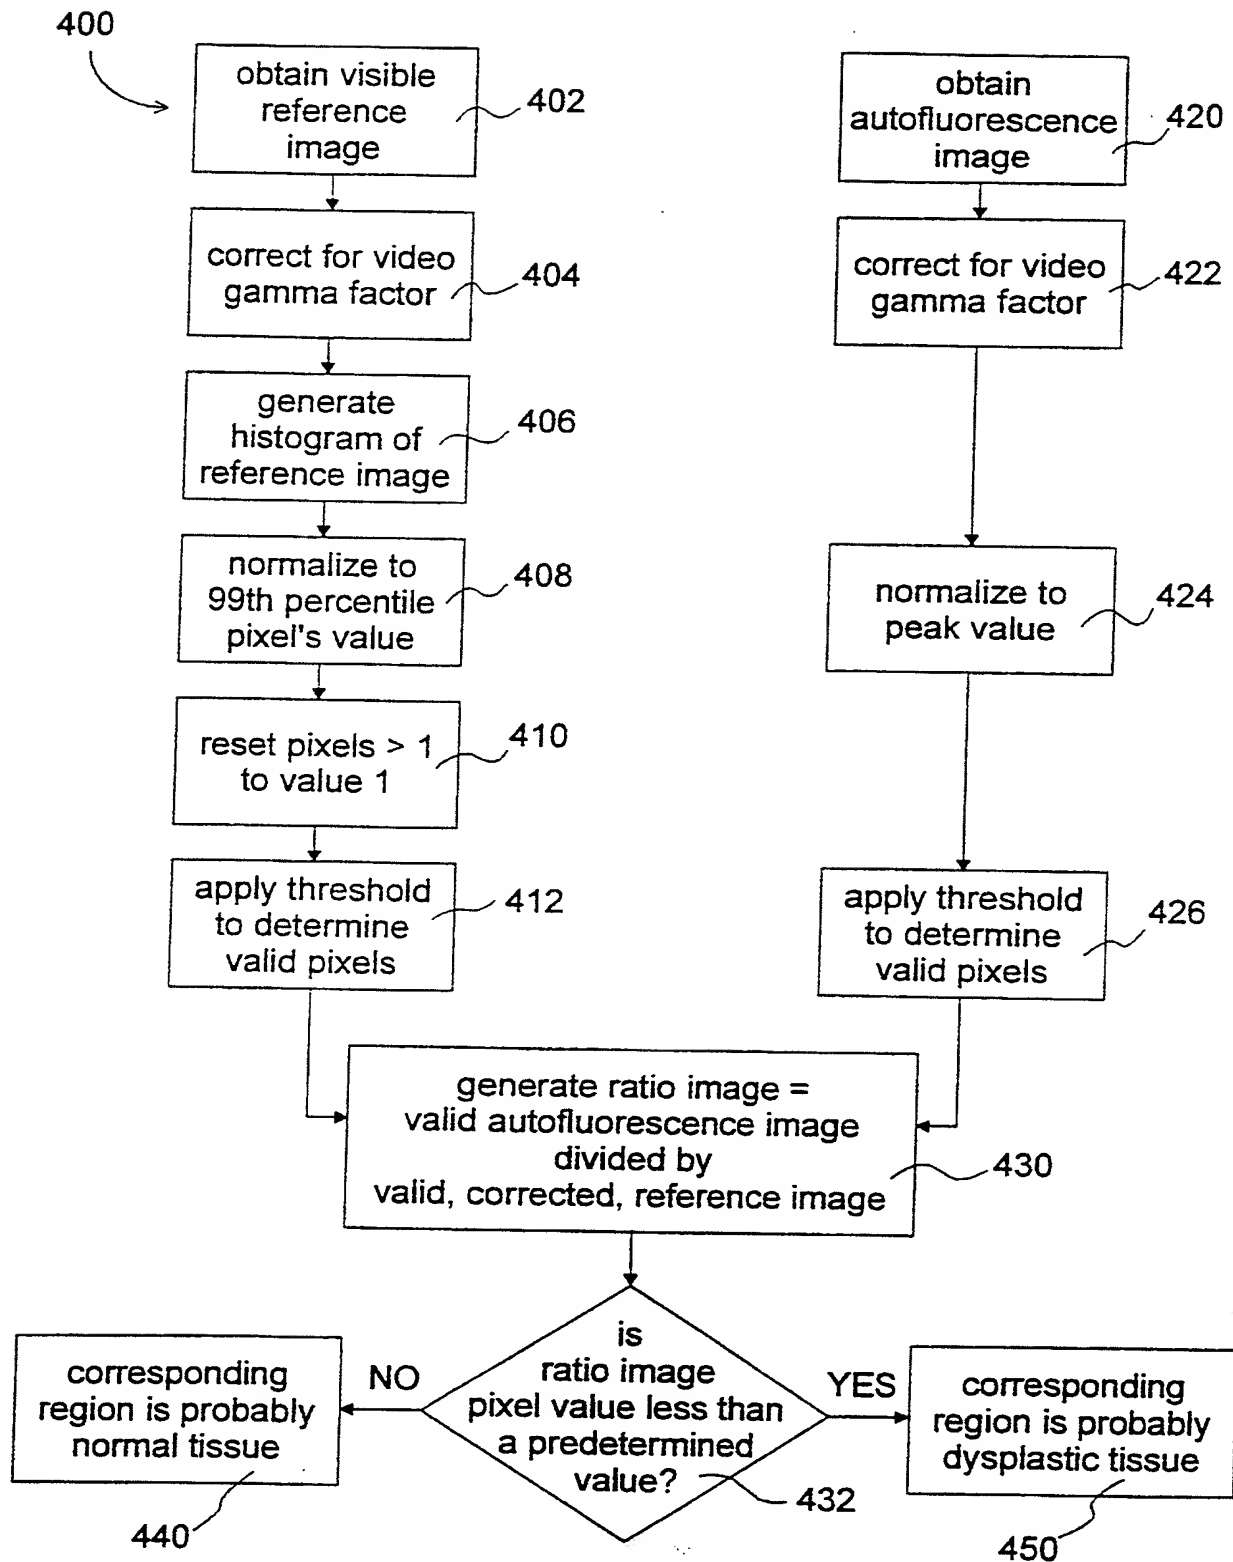 400
obtain visible
reference
image
402
correct for video
gamma factor
404
generate
histogram of
reference image
406
normalize to
99th percentile
pixel's value
408
reset pixels > 1
to value 1
410
apply threshold
to determine
valid pixels
412
obtain
autofluorescence
image
420
correct for video
gamma factor
422
normalize to
peak value
424
apply threshold
to determine
valid pixels
426
generate ratio image =
valid autofluorescence image
divided by
valid, corrected, reference image
430
is
ratio image
pixel value less than
a predetermined
value?
432
NO
corresponding
region is probably
normal tissue
440
YES
corresponding
region is probably
dysplastic tissue
450